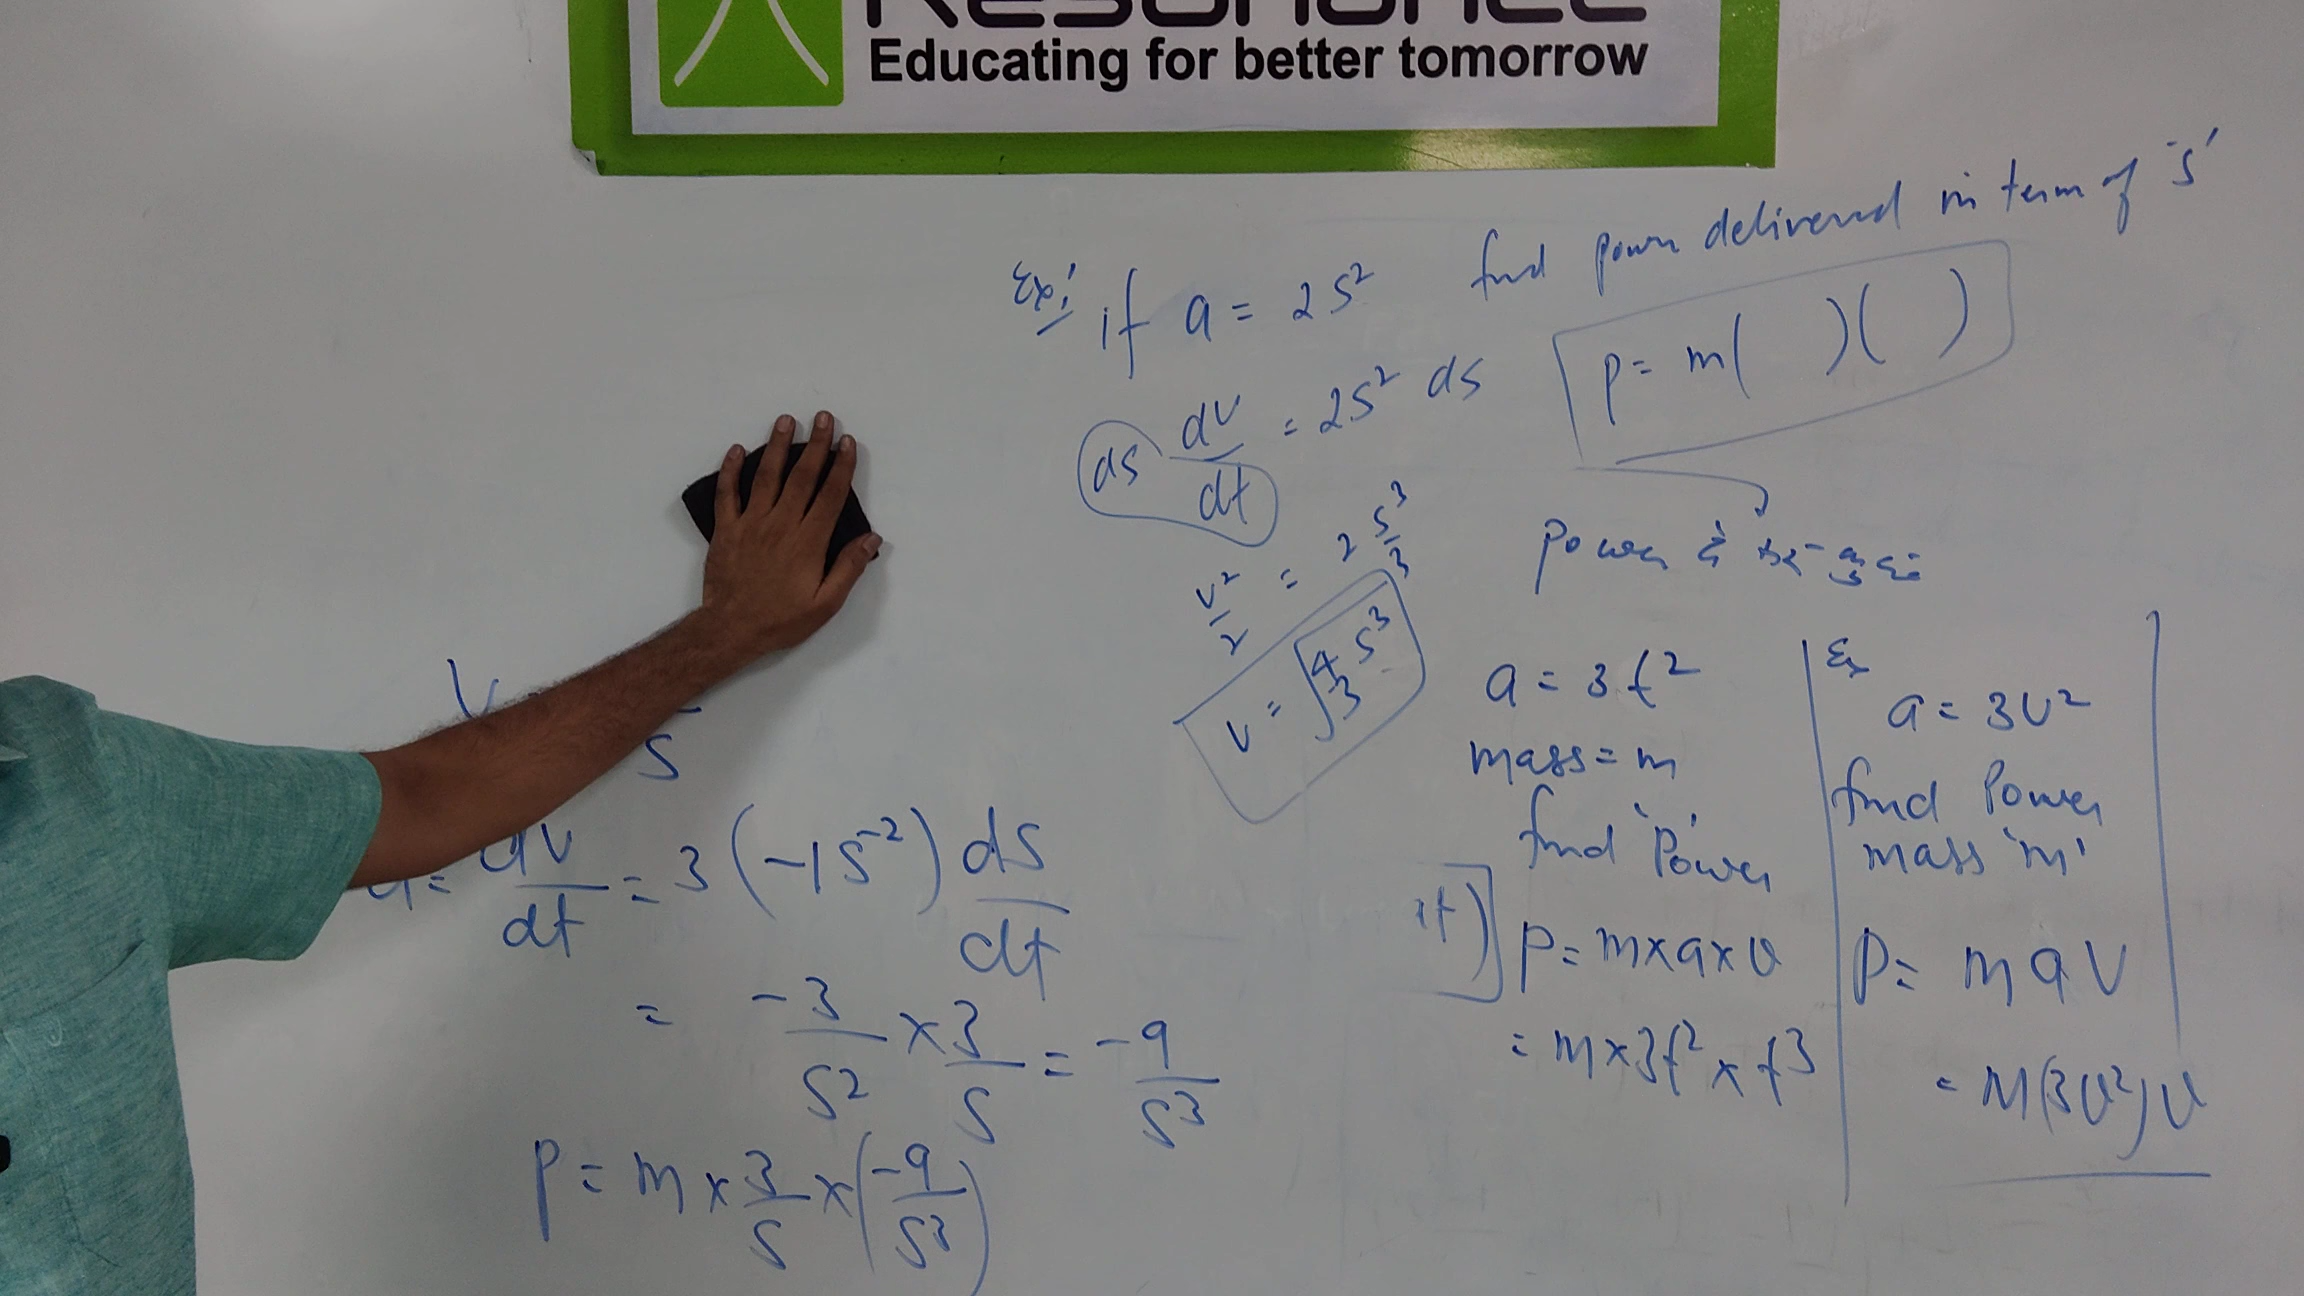 RESONANCE
Educating for better tomorrow
Ex: if a = 2S² find power delivered in term of 's'
P = m( )( )
ds dv/dt = 2S² ds
v²/2 = 2 S³/3
v = √(4/3 S³)
Power
a = 3t²
mass = m
find 'Power'
P = m×a×v
= m×3t²×t³
Ex
a = 3v²
find Power
mass 'm'
P = m a v
= m(3v²)v
V
S
a = dv/dt = 3(-1S⁻²) ds/dt
= -3/S² × 3/S = -9/S³
P = m × 3/S × (-9/S³)